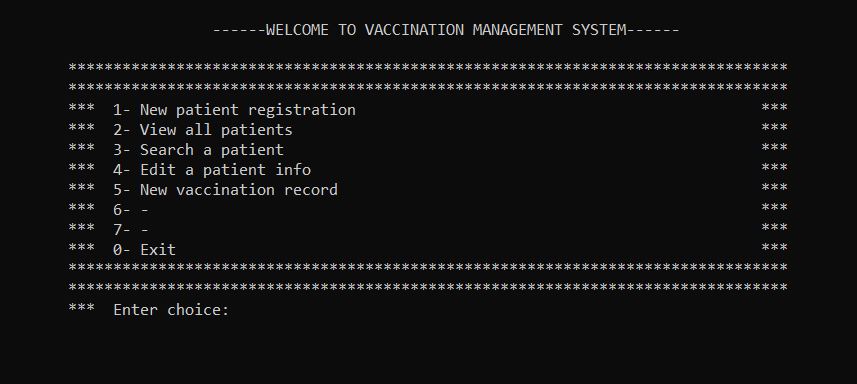 ------WELCOME TO VACCINATION MANAGEMENT SYSTEM------
********************************************************************************
********************************************************************************
*** 1- New patient registration ***
*** 2- View all patients ***
*** 3- Search a patient ***
*** 4- Edit a patient info ***
*** 5- New vaccination record ***
*** 6- - ***
*** 7- - ***
*** 0- Exit ***
********************************************************************************
********************************************************************************
*** Enter choice: